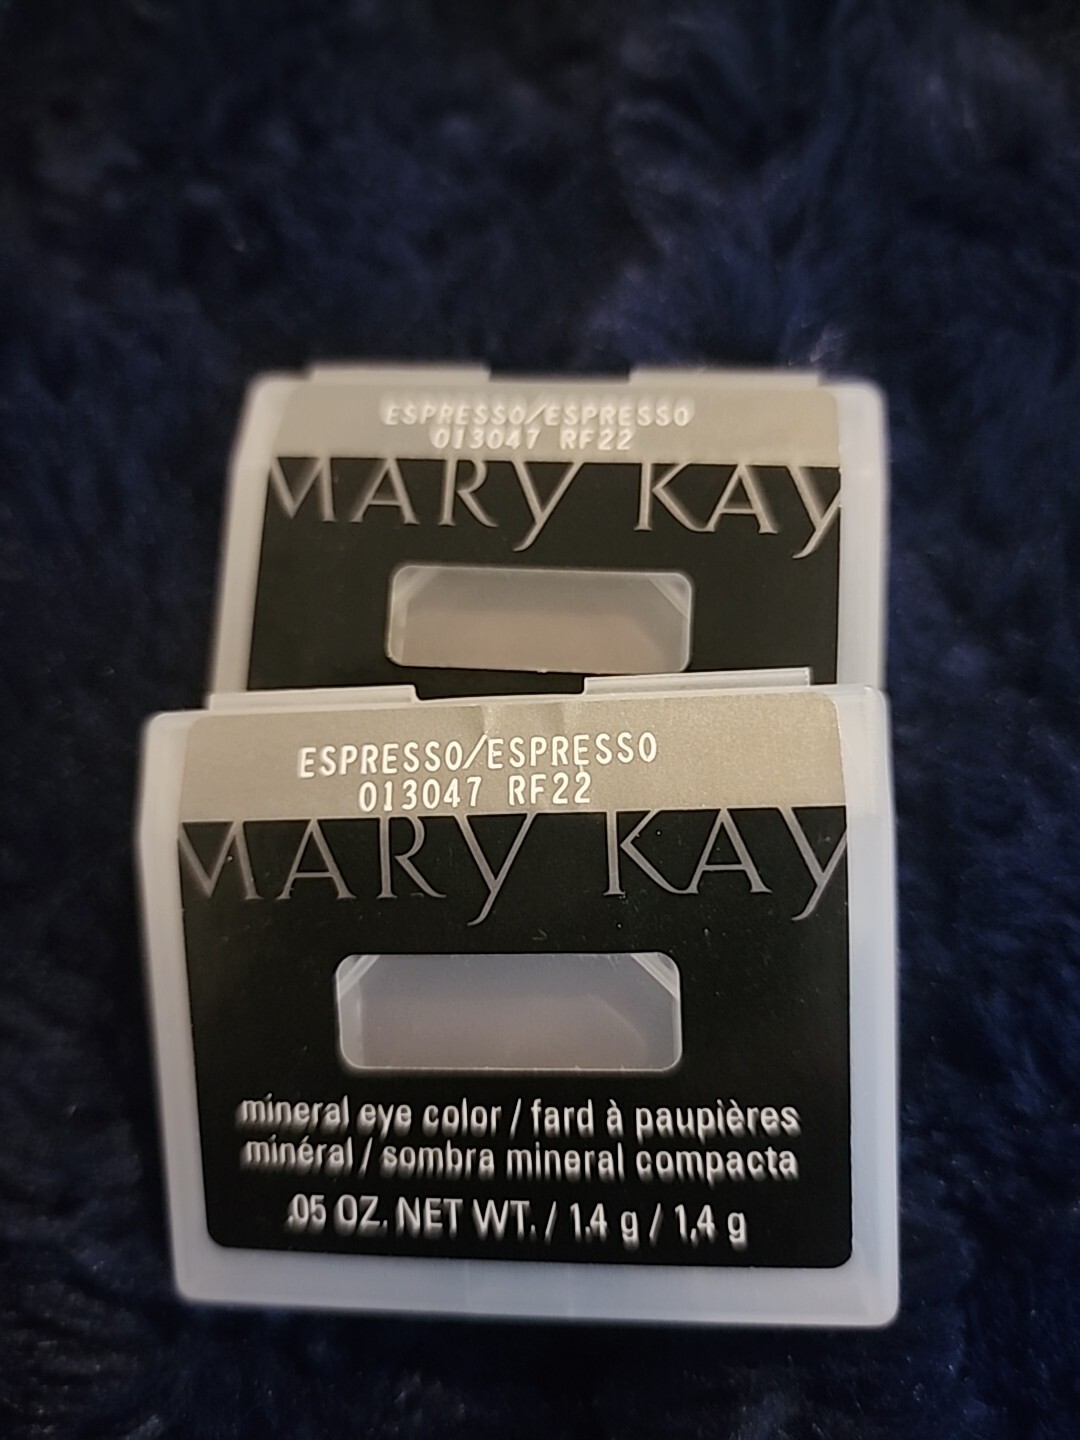 ESPRESSO/ESPRESSO
013047 RF22
MARY KAY
ESPRESSO/ESPRESSO
013047 RF22
MARY KAY
mineral eye color / fard à paupières
minéral / sombra mineral compacta
.05 OZ. NET WT. / 1.4 g / 1,4 g